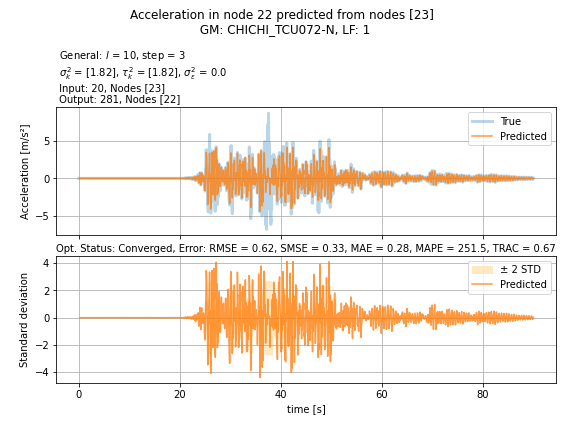 Acceleration in node 22 predicted from nodes [23]
GM: CHICHI_TCU072-N, LF: 1
General: l = 10, step = 3
σ²ₖ = [1.82], τ²ₖ = [1.82], σ²ε = 0.0
Input: 20, Nodes [23]
Output: 281, Nodes [22]
Acceleration [m/s²]
5
0
−5
True
Predicted
Opt. Status: Converged, Error: RMSE = 0.62, SMSE = 0.33, MAE = 0.28, MAPE = 251.5, TRAC = 0.67
Standard deviation
4
2
0
−2
−4
± 2 STD
Predicted
0 20 40 60 80
time [s]